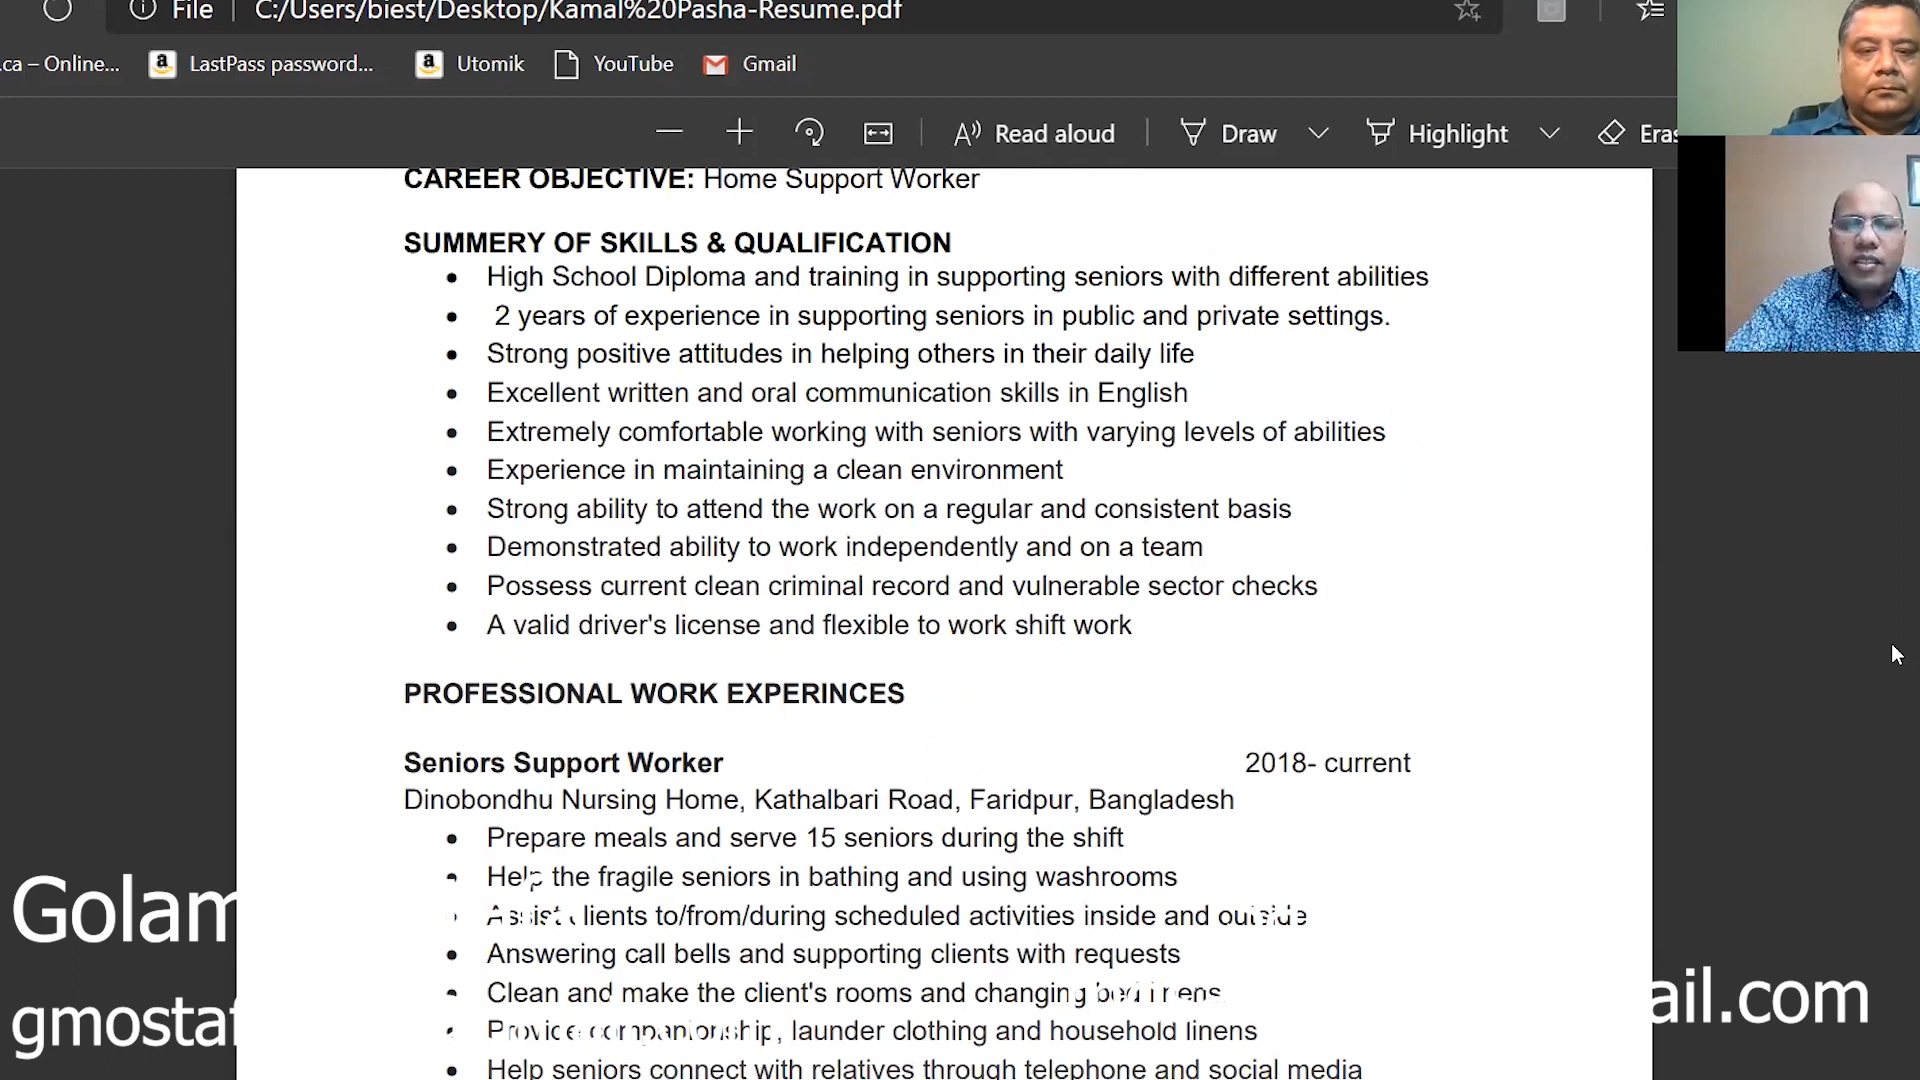 File C:/Users/biest/Desktop/Kamal%20Pasha-Resume.pdf
.ca – Online... LastPass password... Utomik YouTube Gmail
Read aloud Draw Highlight Eras
CAREER OBJECTIVE: Home Support Worker
SUMMERY OF SKILLS & QUALIFICATION
• High School Diploma and training in supporting seniors with different abilities
• 2 years of experience in supporting seniors in public and private settings.
• Strong positive attitudes in helping others in their daily life
• Excellent written and oral communication skills in English
• Extremely comfortable working with seniors with varying levels of abilities
• Experience in maintaining a clean environment
• Strong ability to attend the work on a regular and consistent basis
• Demonstrated ability to work independently and on a team
• Possess current clean criminal record and vulnerable sector checks
• A valid driver's license and flexible to work shift work
PROFESSIONAL WORK EXPERINCES
Seniors Support Worker 2018- current
Dinobondhu Nursing Home, Kathalbari Road, Faridpur, Bangladesh
• Prepare meals and serve 15 seniors during the shift
• Help the fragile seniors in bathing and using washrooms
• Assist clients to/from/during scheduled activities inside and outside
• Answering call bells and supporting clients with requests
• Clean and make the client's rooms and changing bed linens
• Provide companionship, launder clothing and household linens
• Help seniors connect with relatives through telephone and social media
Golam
gmostaf ail.com